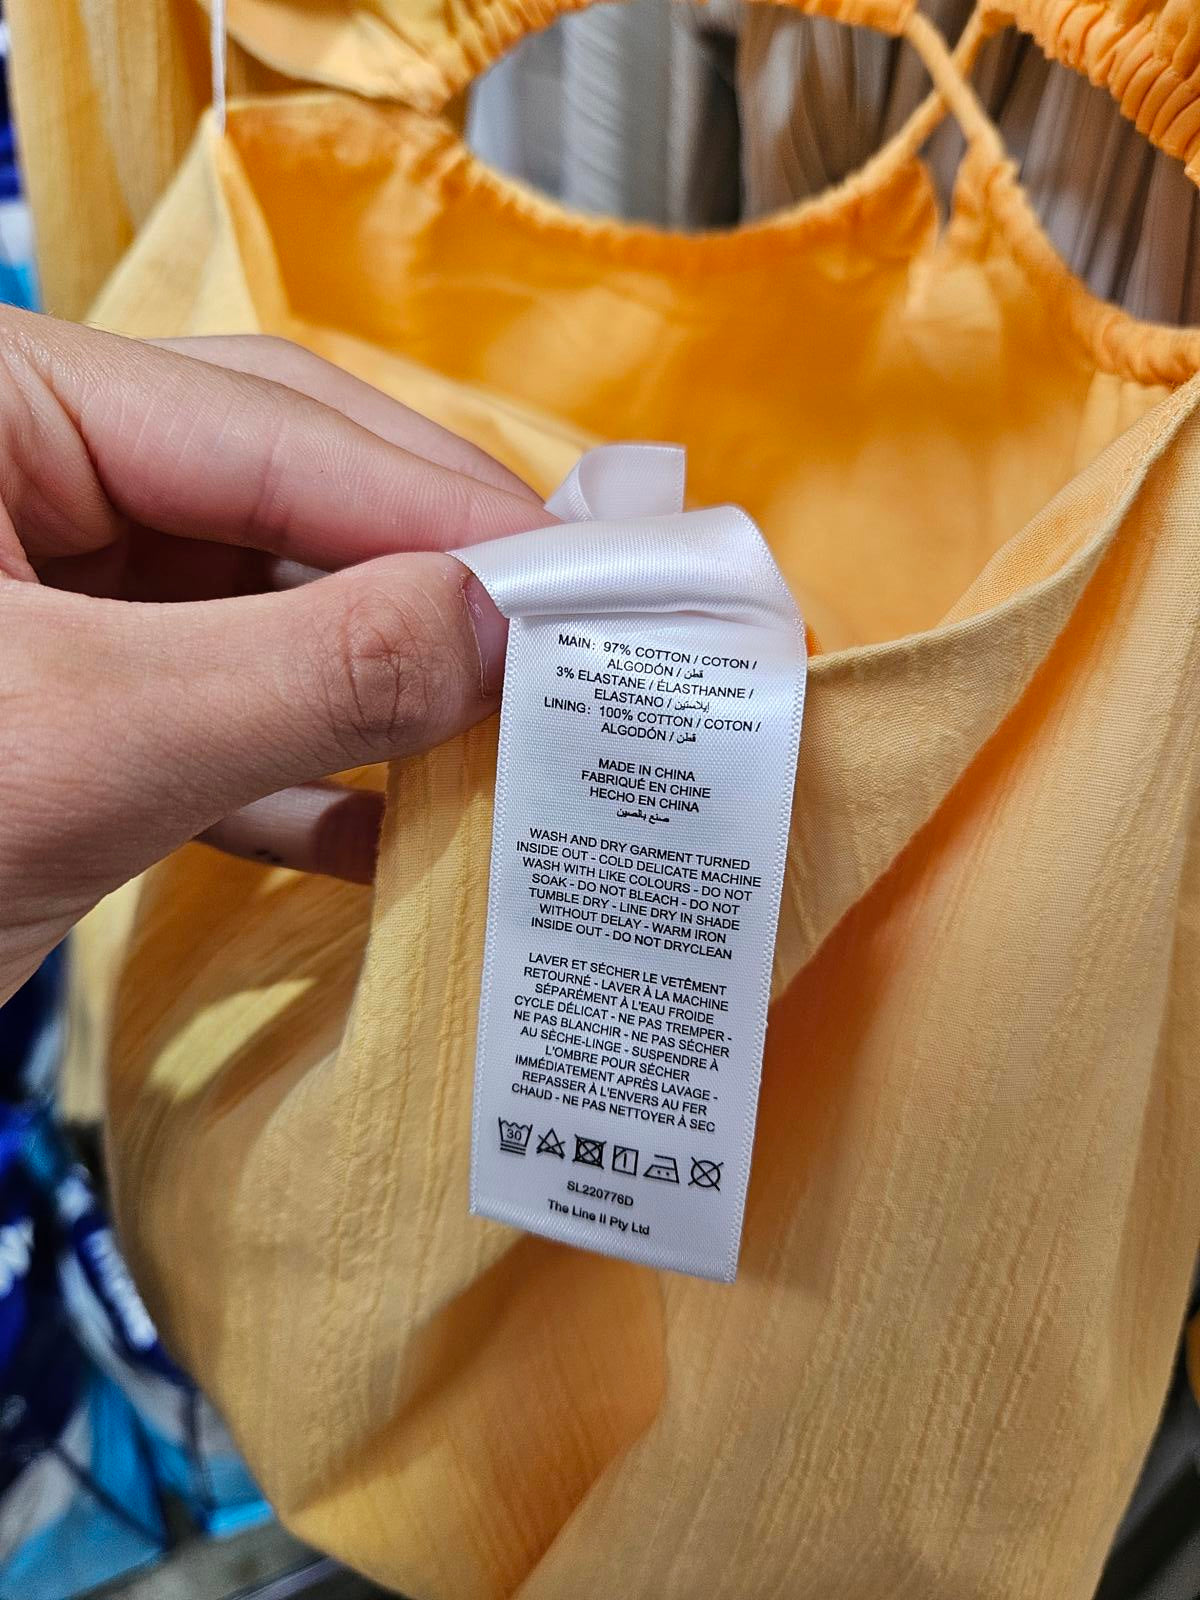 MAIN: 97% COTTON / COTON /
ALGODÓN / قطن
3% ELASTANE / ÉLASTHANNE /
ELASTANO / إيلاستين
LINING: 100% COTTON / COTON /
ALGODÓN / قطن
MADE IN CHINA
FABRIQUÉ EN CHINE
HECHO EN CHINA
صنع بالصين
WASH AND DRY GARMENT TURNED
INSIDE OUT - COLD DELICATE MACHINE
WASH WITH LIKE COLOURS - DO NOT
SOAK - DO NOT BLEACH - DO NOT
TUMBLE DRY - LINE DRY IN SHADE
WITHOUT DELAY - WARM IRON
INSIDE OUT - DO NOT DRYCLEAN
LAVER ET SÉCHER LE VETÊMENT
RETOURNÉ - LAVER À LA MACHINE
SÉPARÉMENT À L'EAU FROIDE
CYCLE DÉLICAT - NE PAS TREMPER -
NE PAS BLANCHIR - NE PAS SÉCHER
AU SÈCHE-LINGE - SUSPENDRE À
L'OMBRE POUR SÉCHER
IMMÉDIATEMENT APRÈS LAVAGE -
REPASSER À L'ENVERS AU FER
CHAUD - NE PAS NETTOYER À SEC
30
SL220776D
The Line II Pty Ltd